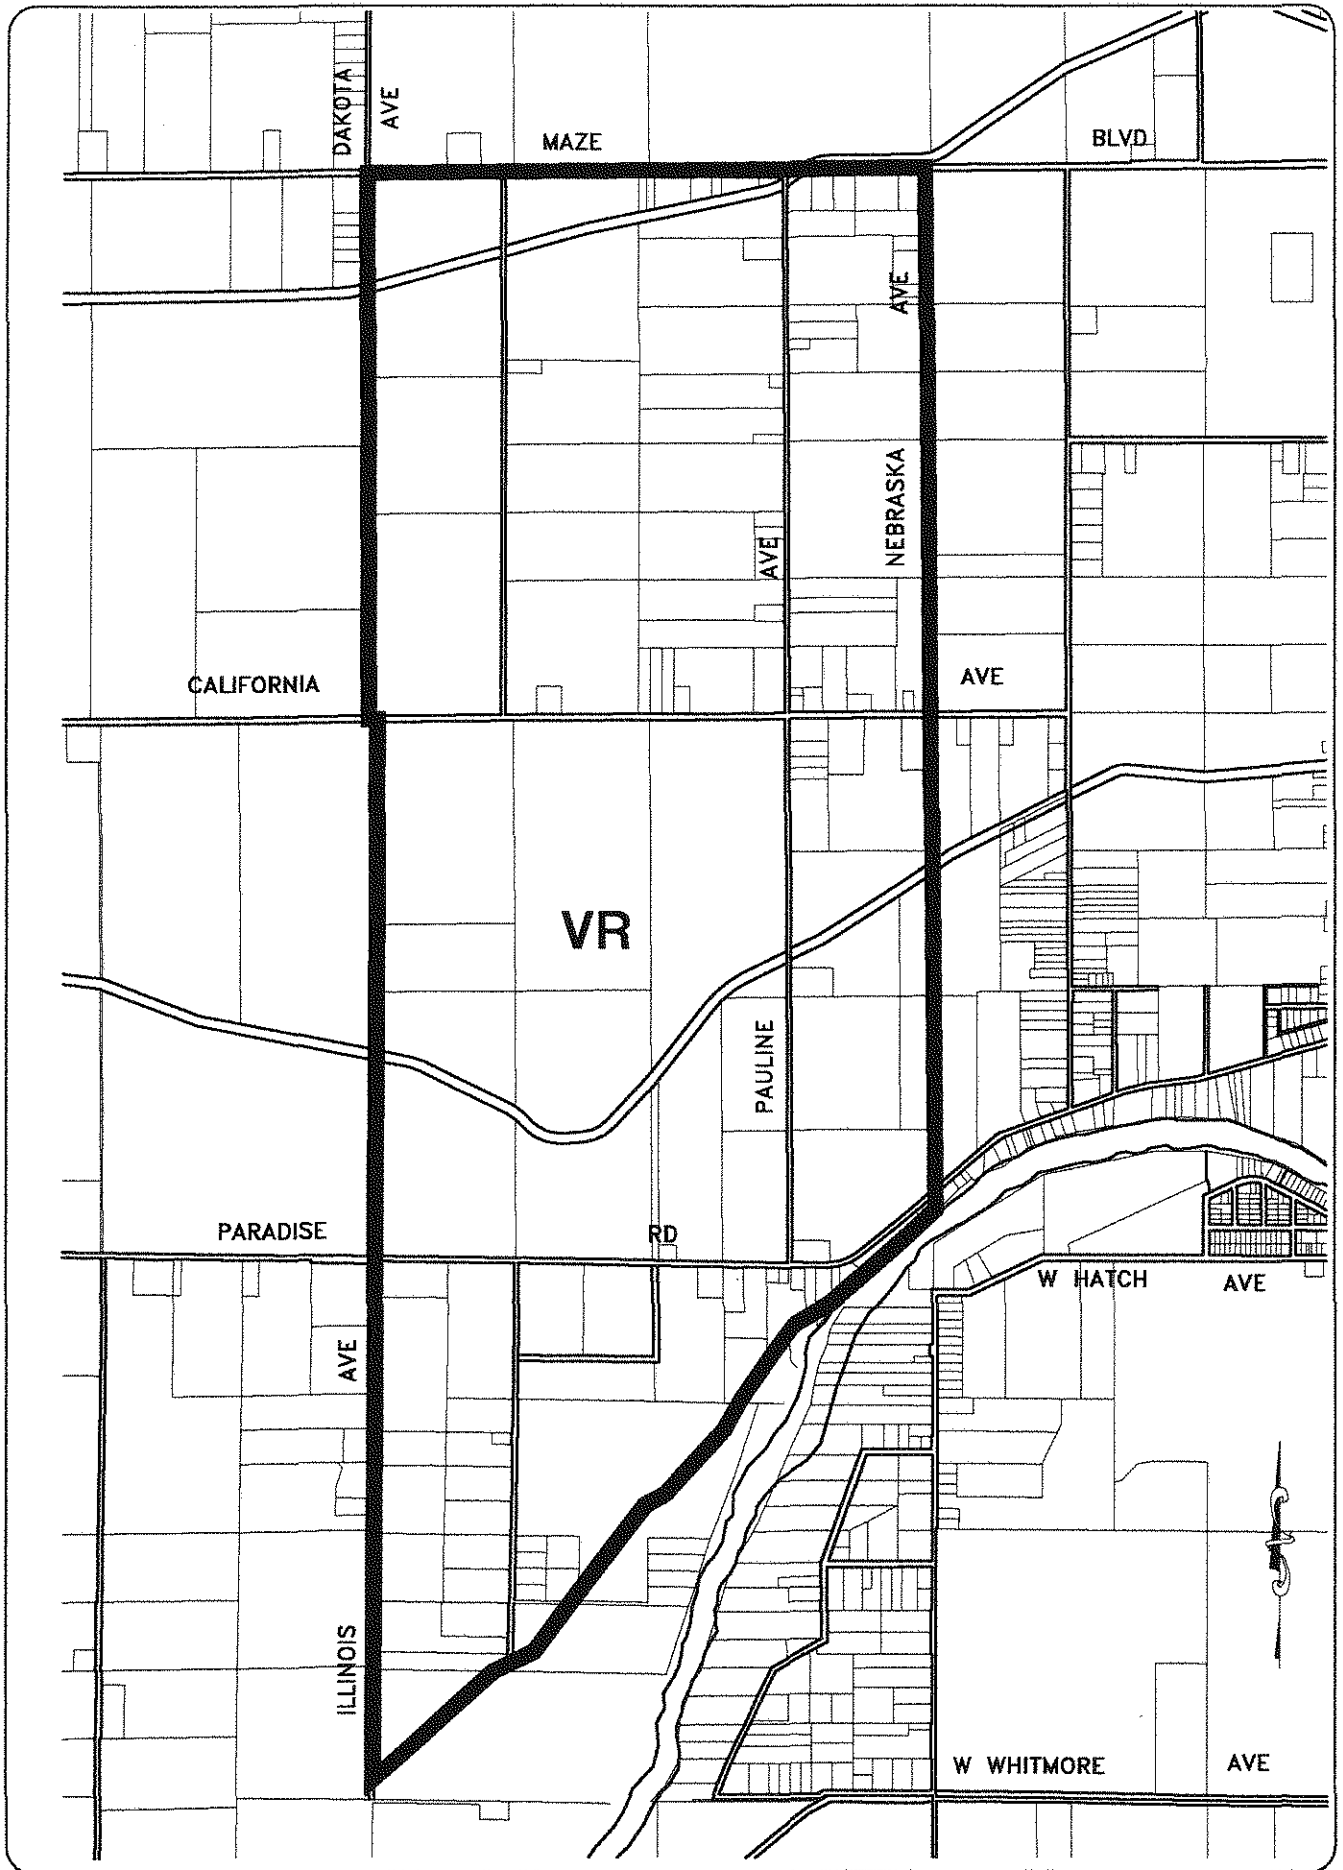 DAKOTA AVE
MAZE BLVD
AVE
NEBRASKA
AVE
CALIFORNIA AVE
VR
PAULINE
PARADISE RD
W HATCH AVE
AVE
ILLINOIS
W WHITMORE AVE